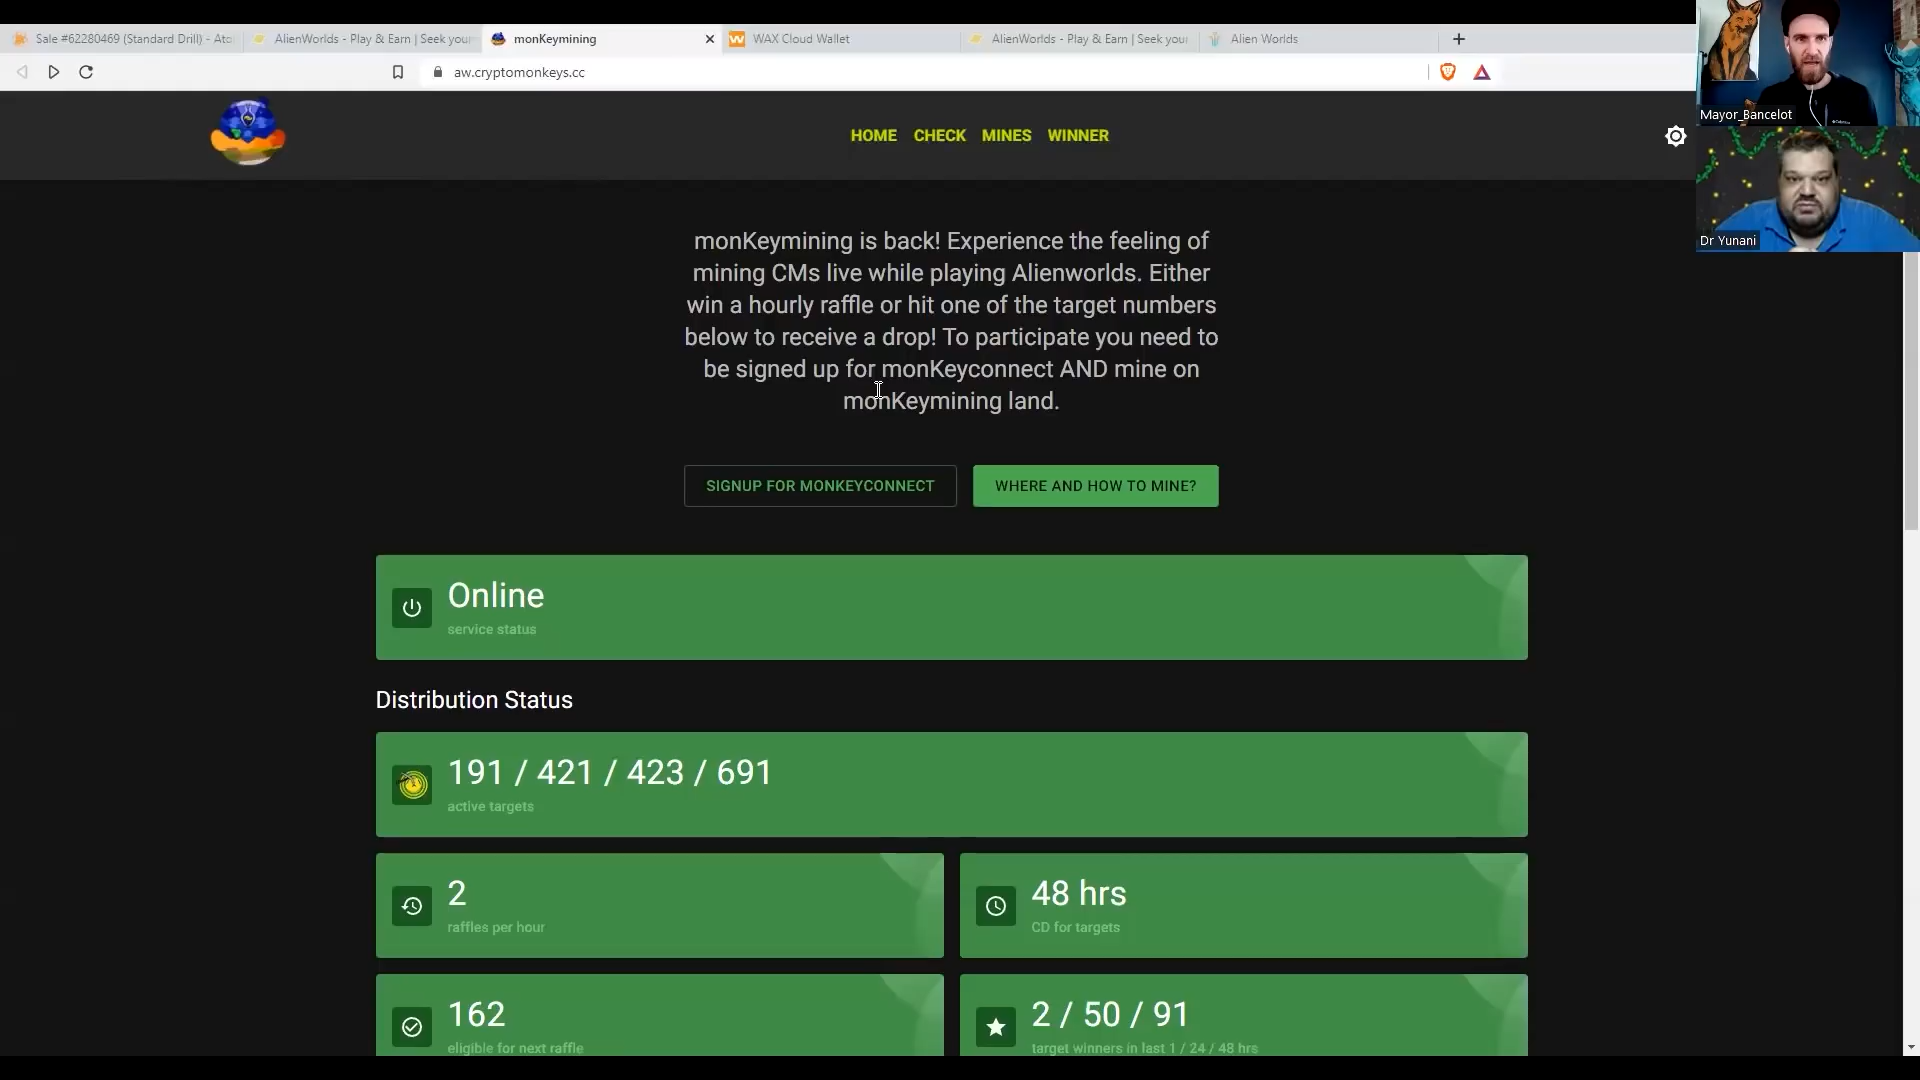 Sale #62280469 (Standard Drill) - Ato
AlienWorlds - Play & Earn | Seek your
monKeymining
WAX Cloud Wallet
AlienWorlds - Play & Earn | Seek your
Alien Worlds
aw.cryptomonkeys.cc
Mayor_Bancelot
HOME CHECK MINES WINNER
Dr Yunani
monKeymining is back! Experience the feeling of
mining CMs live while playing Alienworlds. Either
win a hourly raffle or hit one of the target numbers
below to receive a drop! To participate you need to
be signed up for monKeyconnect AND mine on
monKeymining land.
SIGNUP FOR MONKEYCONNECT
WHERE AND HOW TO MINE?
Online
service status
Distribution Status
191 / 421 / 423 / 691
active targets
2
raffles per hour
48 hrs
CD for targets
162
eligible for next raffle
2 / 50 / 91
target winners in last 1 / 24 / 48 hrs